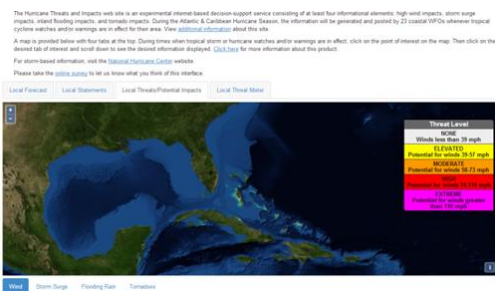 The Hurricane Threats and Impacts web site is an experimental internet-based decision-support service consisting of at least four informational elements: high wind impacts, storm surge
impacts, inland flooding impacts, and tornado impacts. During the Atlantic & Caribbean Hurricane Season, the information will be generated and posted by 23 coastal WFOs whenever tropical
cyclone watches and/or warnings are in effect for their area. View additional information about this site.
A map is provided below with four tabs at the top. During times when tropical storm or hurricane watches and/or warnings are in effect, click on the point-of-interest on the map. Then click on the
desired tab of interest and scroll down to see the desired information displayed. Click here for more information about this product.
For storm-based information, visit the National Hurricane Center website.
Please take the online survey to let us know what you think of this interface.
Local Forecast Local Statements Local Threats/Potential Impacts Local Threat Meter
+
-
Threat Level
NONE
Winds less than 39 mph
ELEVATED
Potential for winds 39-57 mph
MODERATE
Potential for winds 58-73 mph
HIGH
Potential for winds 74-110 mph
EXTREME
Potential for winds greater
than 110 mph
Wind Storm Surge Flooding Rain Tornadoes